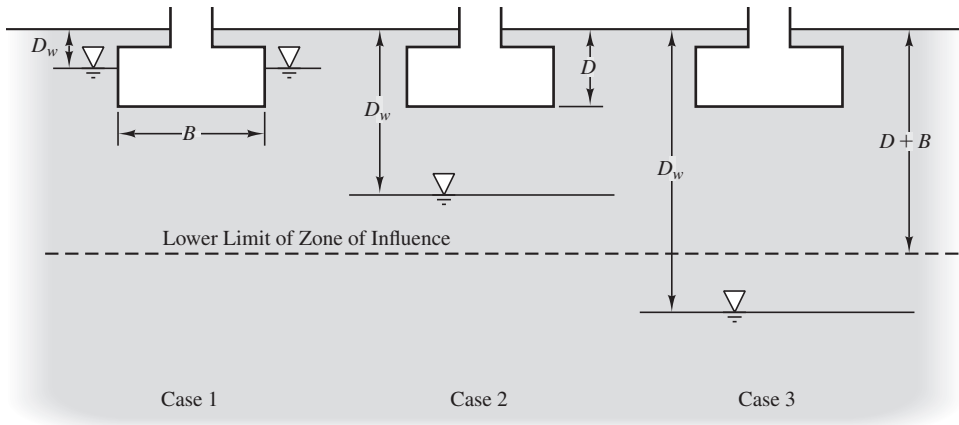 D_w
B
D_w
D
D_w
D + B
Lower Limit of Zone of Influence
Case 1
Case 2
Case 3